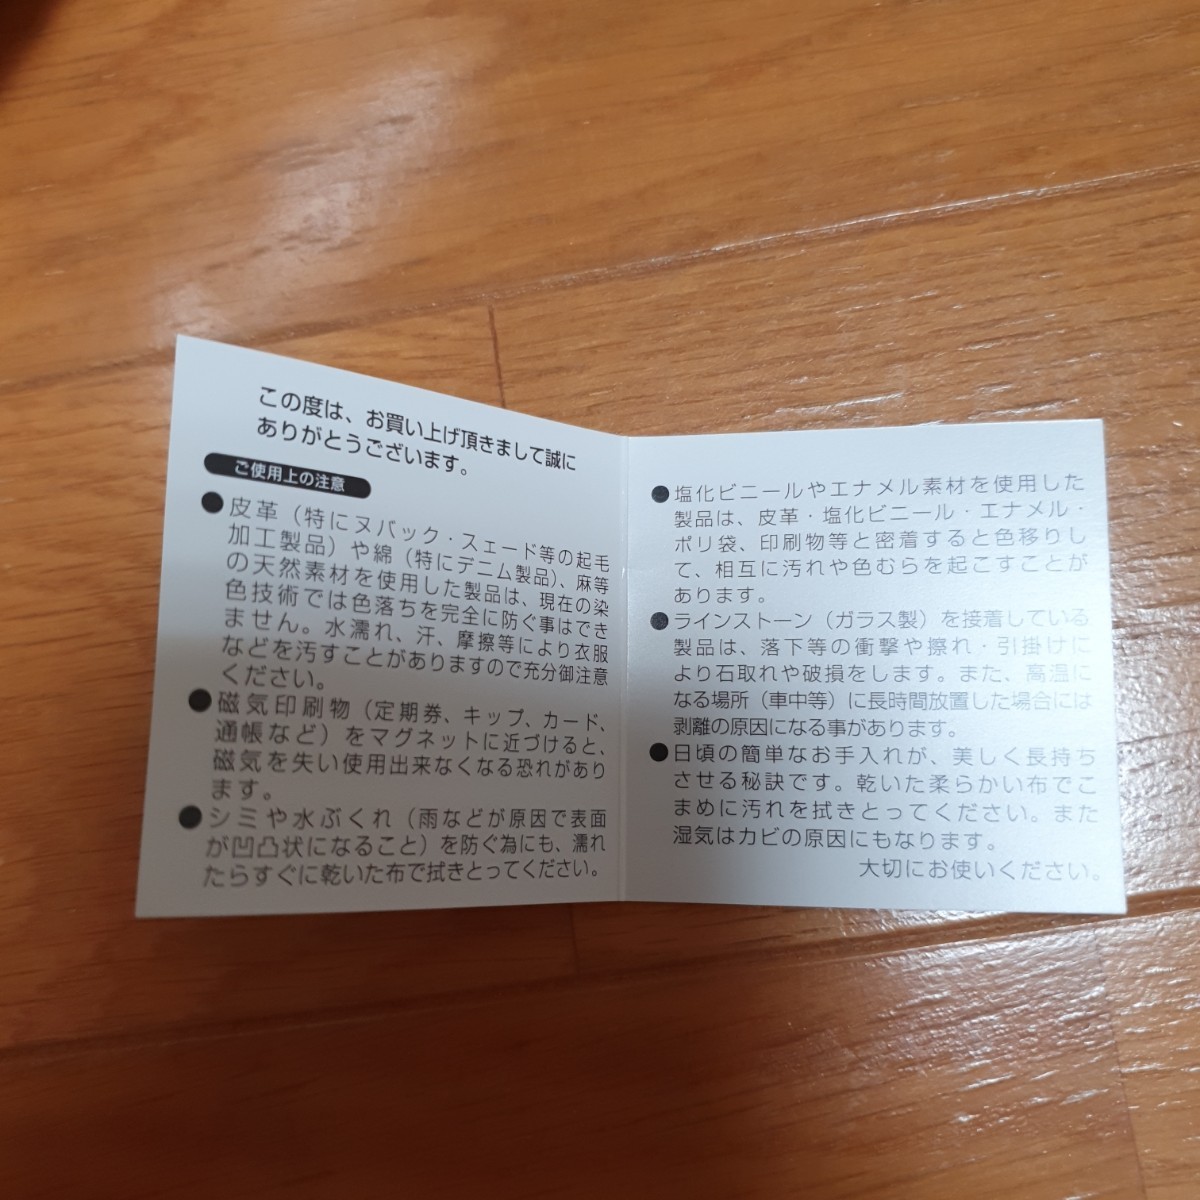 この度は、お買い上げ頂きまして誠に
ありがとうございます。
ご使用上の注意
●皮革（特にヌバック・スエード等の起毛
加工製品）や綿（特にデニム製品）、麻等
の天然素材を使用した製品は、現在の染
色技術では色落ちを完全に防ぐ事はでき
ません。水濡れ、汗、摩擦等により衣服
などを汚すことがありますので充分御注意
ください。
●磁気印刷物（定期券、キップ、カード、
通帳など）をマグネットに近づけると、
磁気を失い使用出来なくなる恐れがあり
ます。
●シミや水ぶくれ（雨などが原因で表面
が凹凸状になること）を防ぐ為にも、濡れ
たらすぐに乾いた布で拭きとってください。
●塩化ビニールやエナメル素材を使用した
製品は、皮革・塩化ビニール・エナメル・
ポリ袋、印刷物等と密着すると色移りし
て、相互に汚れや色むらを起こすことが
あります。
●ラインストーン（ガラス製）を接着している
製品は、落下等の衝撃や擦れ・引掛けに
より石取れや破損をします。また、高温に
なる場所（車中等）に長時間放置した場合には
剥離の原因になる事があります。
●日頃の簡単なお手入れが、美しく長持ち
させる秘訣です。乾いた柔らかい布でこ
まめに汚れを拭きとってください。また
湿気はカビの原因にもなります。
大切にお使いください。